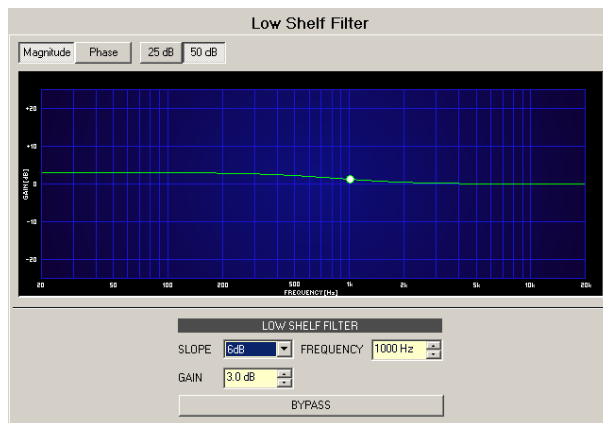 Low Shelf Filter
Magnitude Phase 25 dB 50 dB
+20
+10
GAIN[dB]
0
-10
-20
20 50 100 200 500 1k 2k 5k 10k 20k
FREQUENCY[Hz]
LOW SHELF FILTER
SLOPE 6dB FREQUENCY 1000 Hz
GAIN 3.0 dB
BYPASS